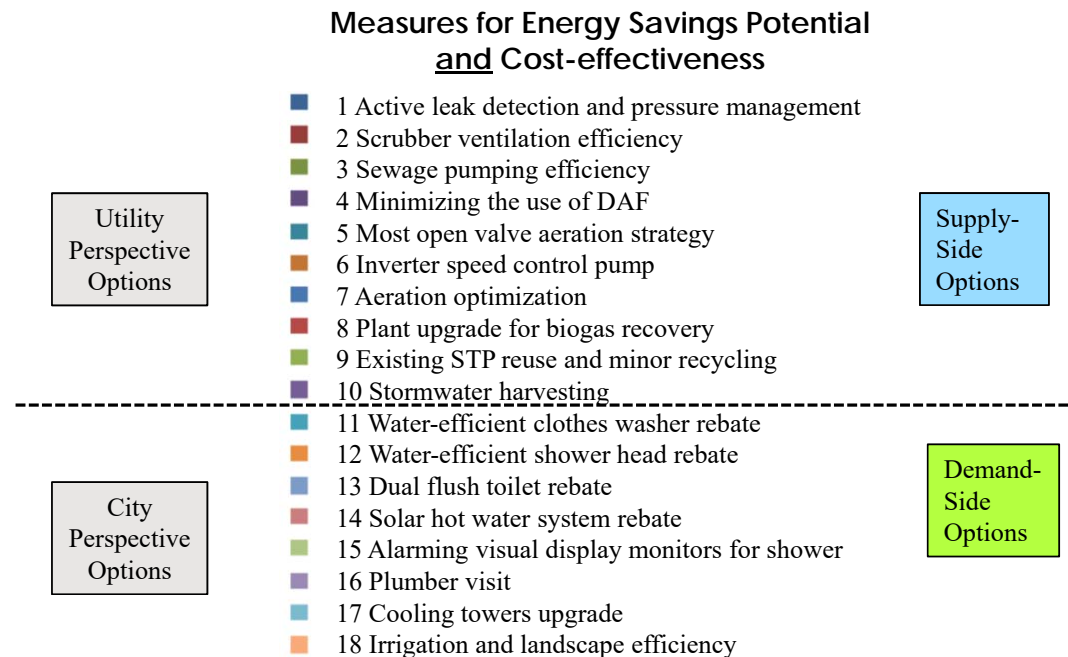 Measures for Energy Savings Potential
and Cost-effectiveness
1 Active leak detection and pressure management
2 Scrubber ventilation efficiency
3 Sewage pumping efficiency
4 Minimizing the use of DAF
5 Most open valve aeration strategy
6 Inverter speed control pump
7 Aeration optimization
8 Plant upgrade for biogas recovery
9 Existing STP reuse and minor recycling
10 Stormwater harvesting
11 Water-efficient clothes washer rebate
12 Water-efficient shower head rebate
13 Dual flush toilet rebate
14 Solar hot water system rebate
15 Alarming visual display monitors for shower
16 Plumber visit
17 Cooling towers upgrade
18 Irrigation and landscape efficiency
Utility
Perspective
Options
City
Perspective
Options
Supply-
Side
Options
Demand-
Side
Options